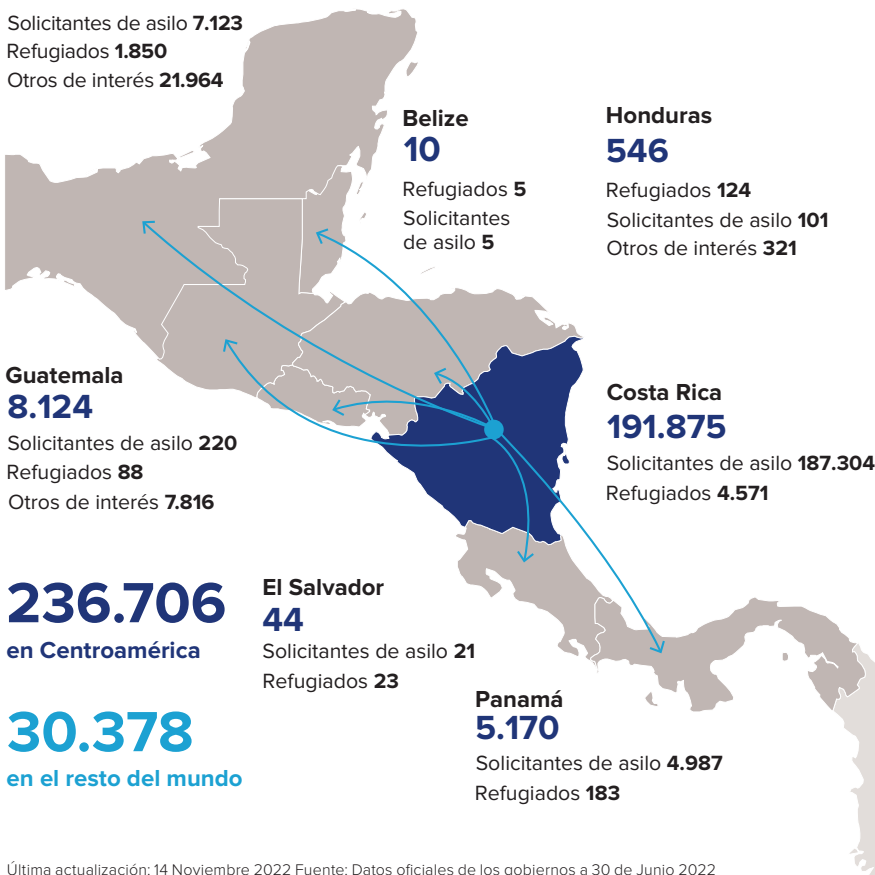 Solicitantes de asilo 7.123
Refugiados 1.850
Otros de interés 21.964
Belize
10
Refugiados 5
Solicitantes
de asilo 5
Honduras
546
Refugiados 124
Solicitantes de asilo 101
Otros de interés 321
Guatemala
8.124
Solicitantes de asilo 220
Refugiados 88
Otros de interés 7.816
Costa Rica
191.875
Solicitantes de asilo 187.304
Refugiados 4.571
236.706
en Centroamérica
El Salvador
44
Solicitantes de asilo 21
Refugiados 23
30.378
en el resto del mundo
Panamá
5.170
Solicitantes de asilo 4.987
Refugiados 183
Última actualización: 14 Noviembre 2022 Fuente: Datos oficiales de los gobiernos a 30 de Junio 2022